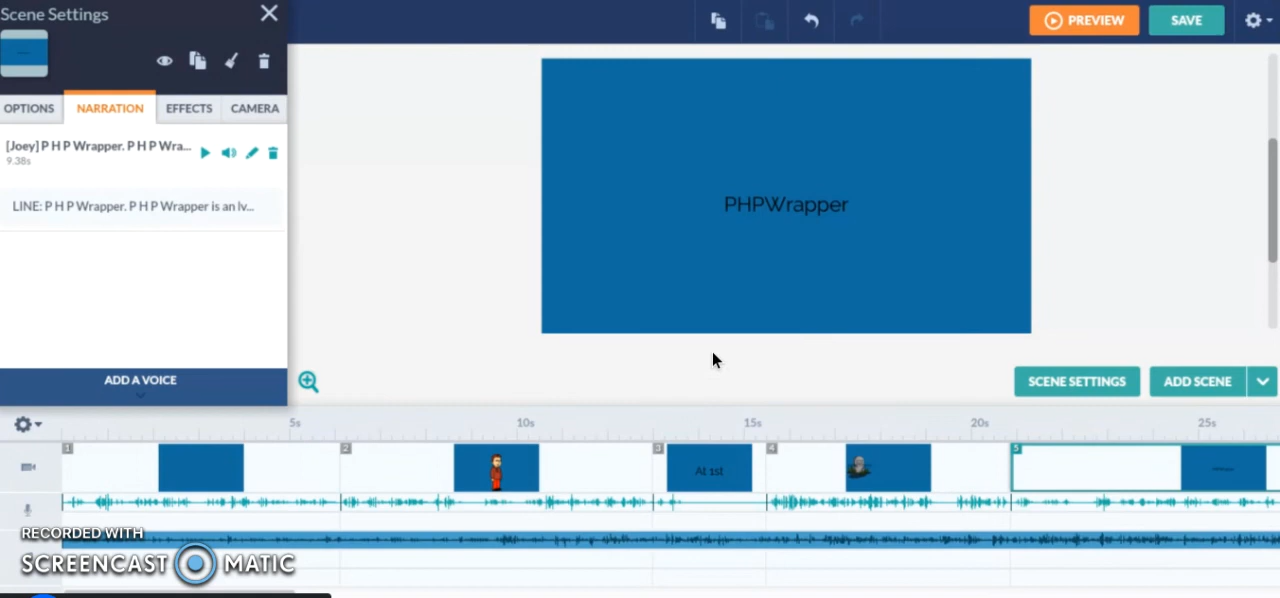 Scene Settings
PREVIEW
SAVE
OPTIONS
NARRATION
EFFECTS
CAMERA
[Joey] P H P Wrapper. P H P Wra...
9.38s
LINE: P H P Wrapper. P H P Wrapper is an Iv...
PHPWrapper
ADD A VOICE
SCENE SETTINGS
ADD SCENE
5s
10s
15s
20s
25s
1
2
3
4
5
At 1st
RECORDED WITH
SCREENCAST MATIC